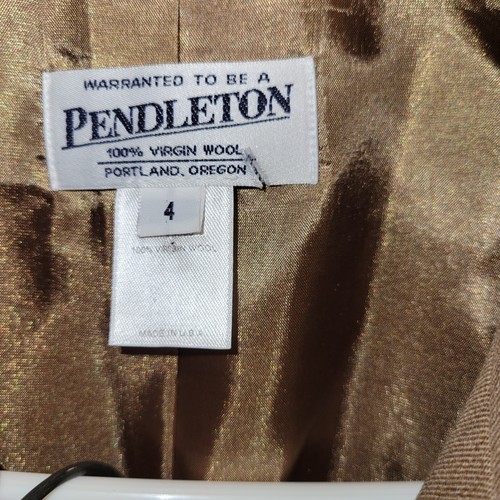 WARRANTED TO BE A
PENDLETON
100% VIRGIN WOOL
PORTLAND, OREGON
4
100% VIRGIN WOOL
MADE IN U.S.A.